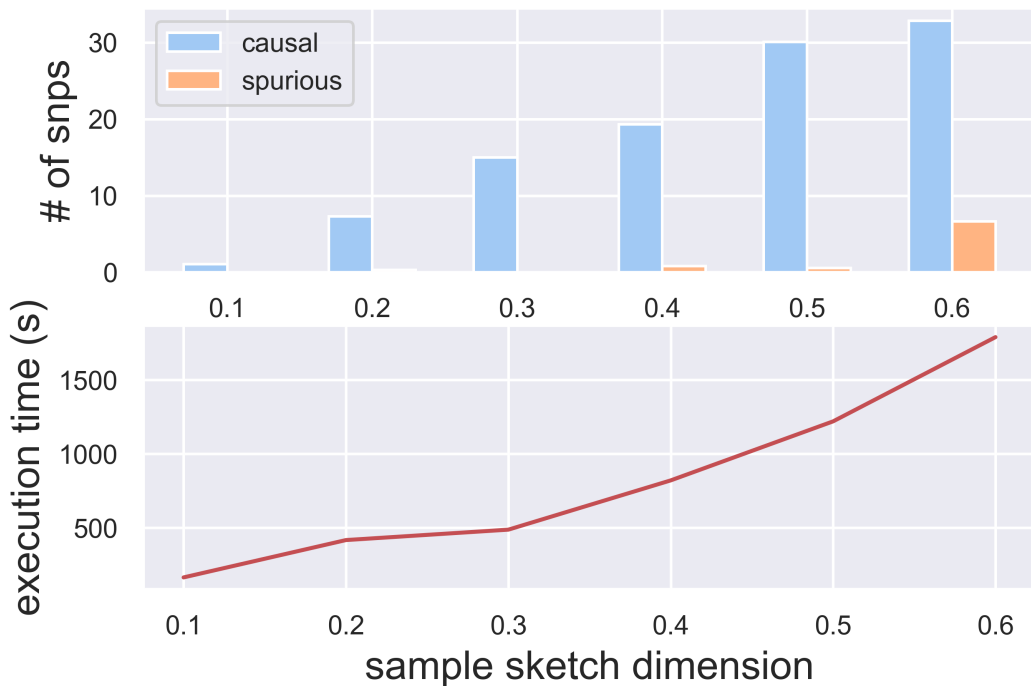 causal
spurious
# of snps
30
20
10
0
0.1 0.2 0.3 0.4 0.5 0.6
execution time (s)
1500
1000
500
0.1 0.2 0.3 0.4 0.5 0.6
sample sketch dimension